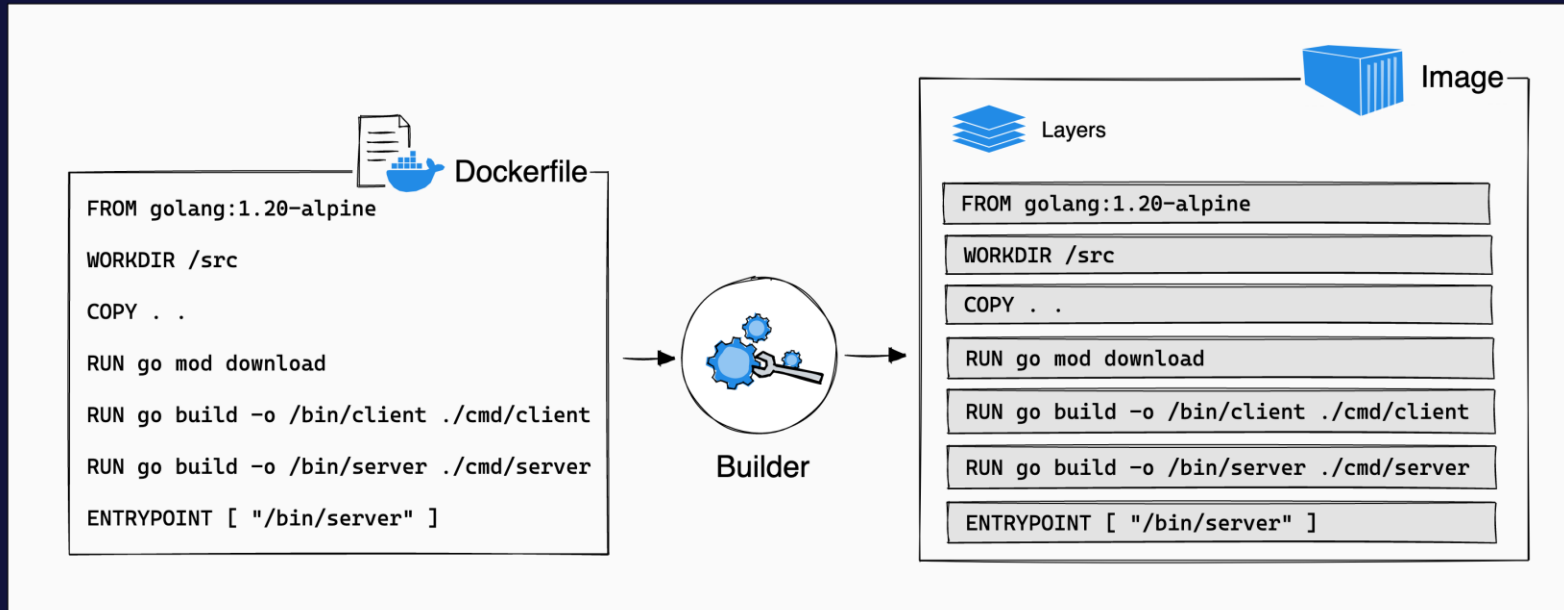 Dockerfile
FROM golang:1.20-alpine
WORKDIR /src
COPY . .
RUN go mod download
RUN go build -o /bin/client ./cmd/client
RUN go build -o /bin/server ./cmd/server
ENTRYPOINT [ "/bin/server" ]
Builder
Image
Layers
FROM golang:1.20-alpine
WORKDIR /src
COPY . .
RUN go mod download
RUN go build -o /bin/client ./cmd/client
RUN go build -o /bin/server ./cmd/server
ENTRYPOINT [ "/bin/server" ]